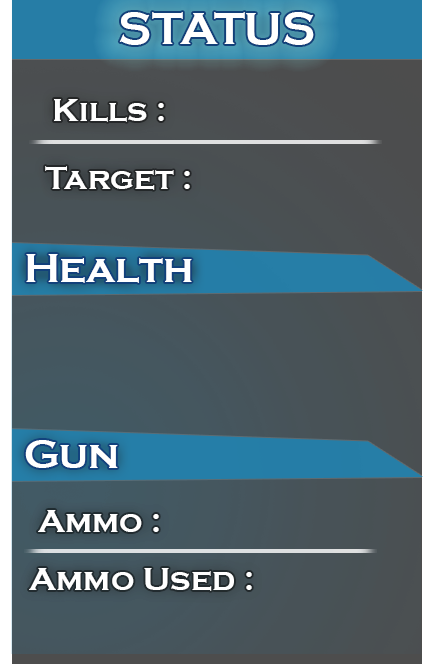 STATUS
Kills :
Target :
Health
Gun
Ammo :
Ammo Used :